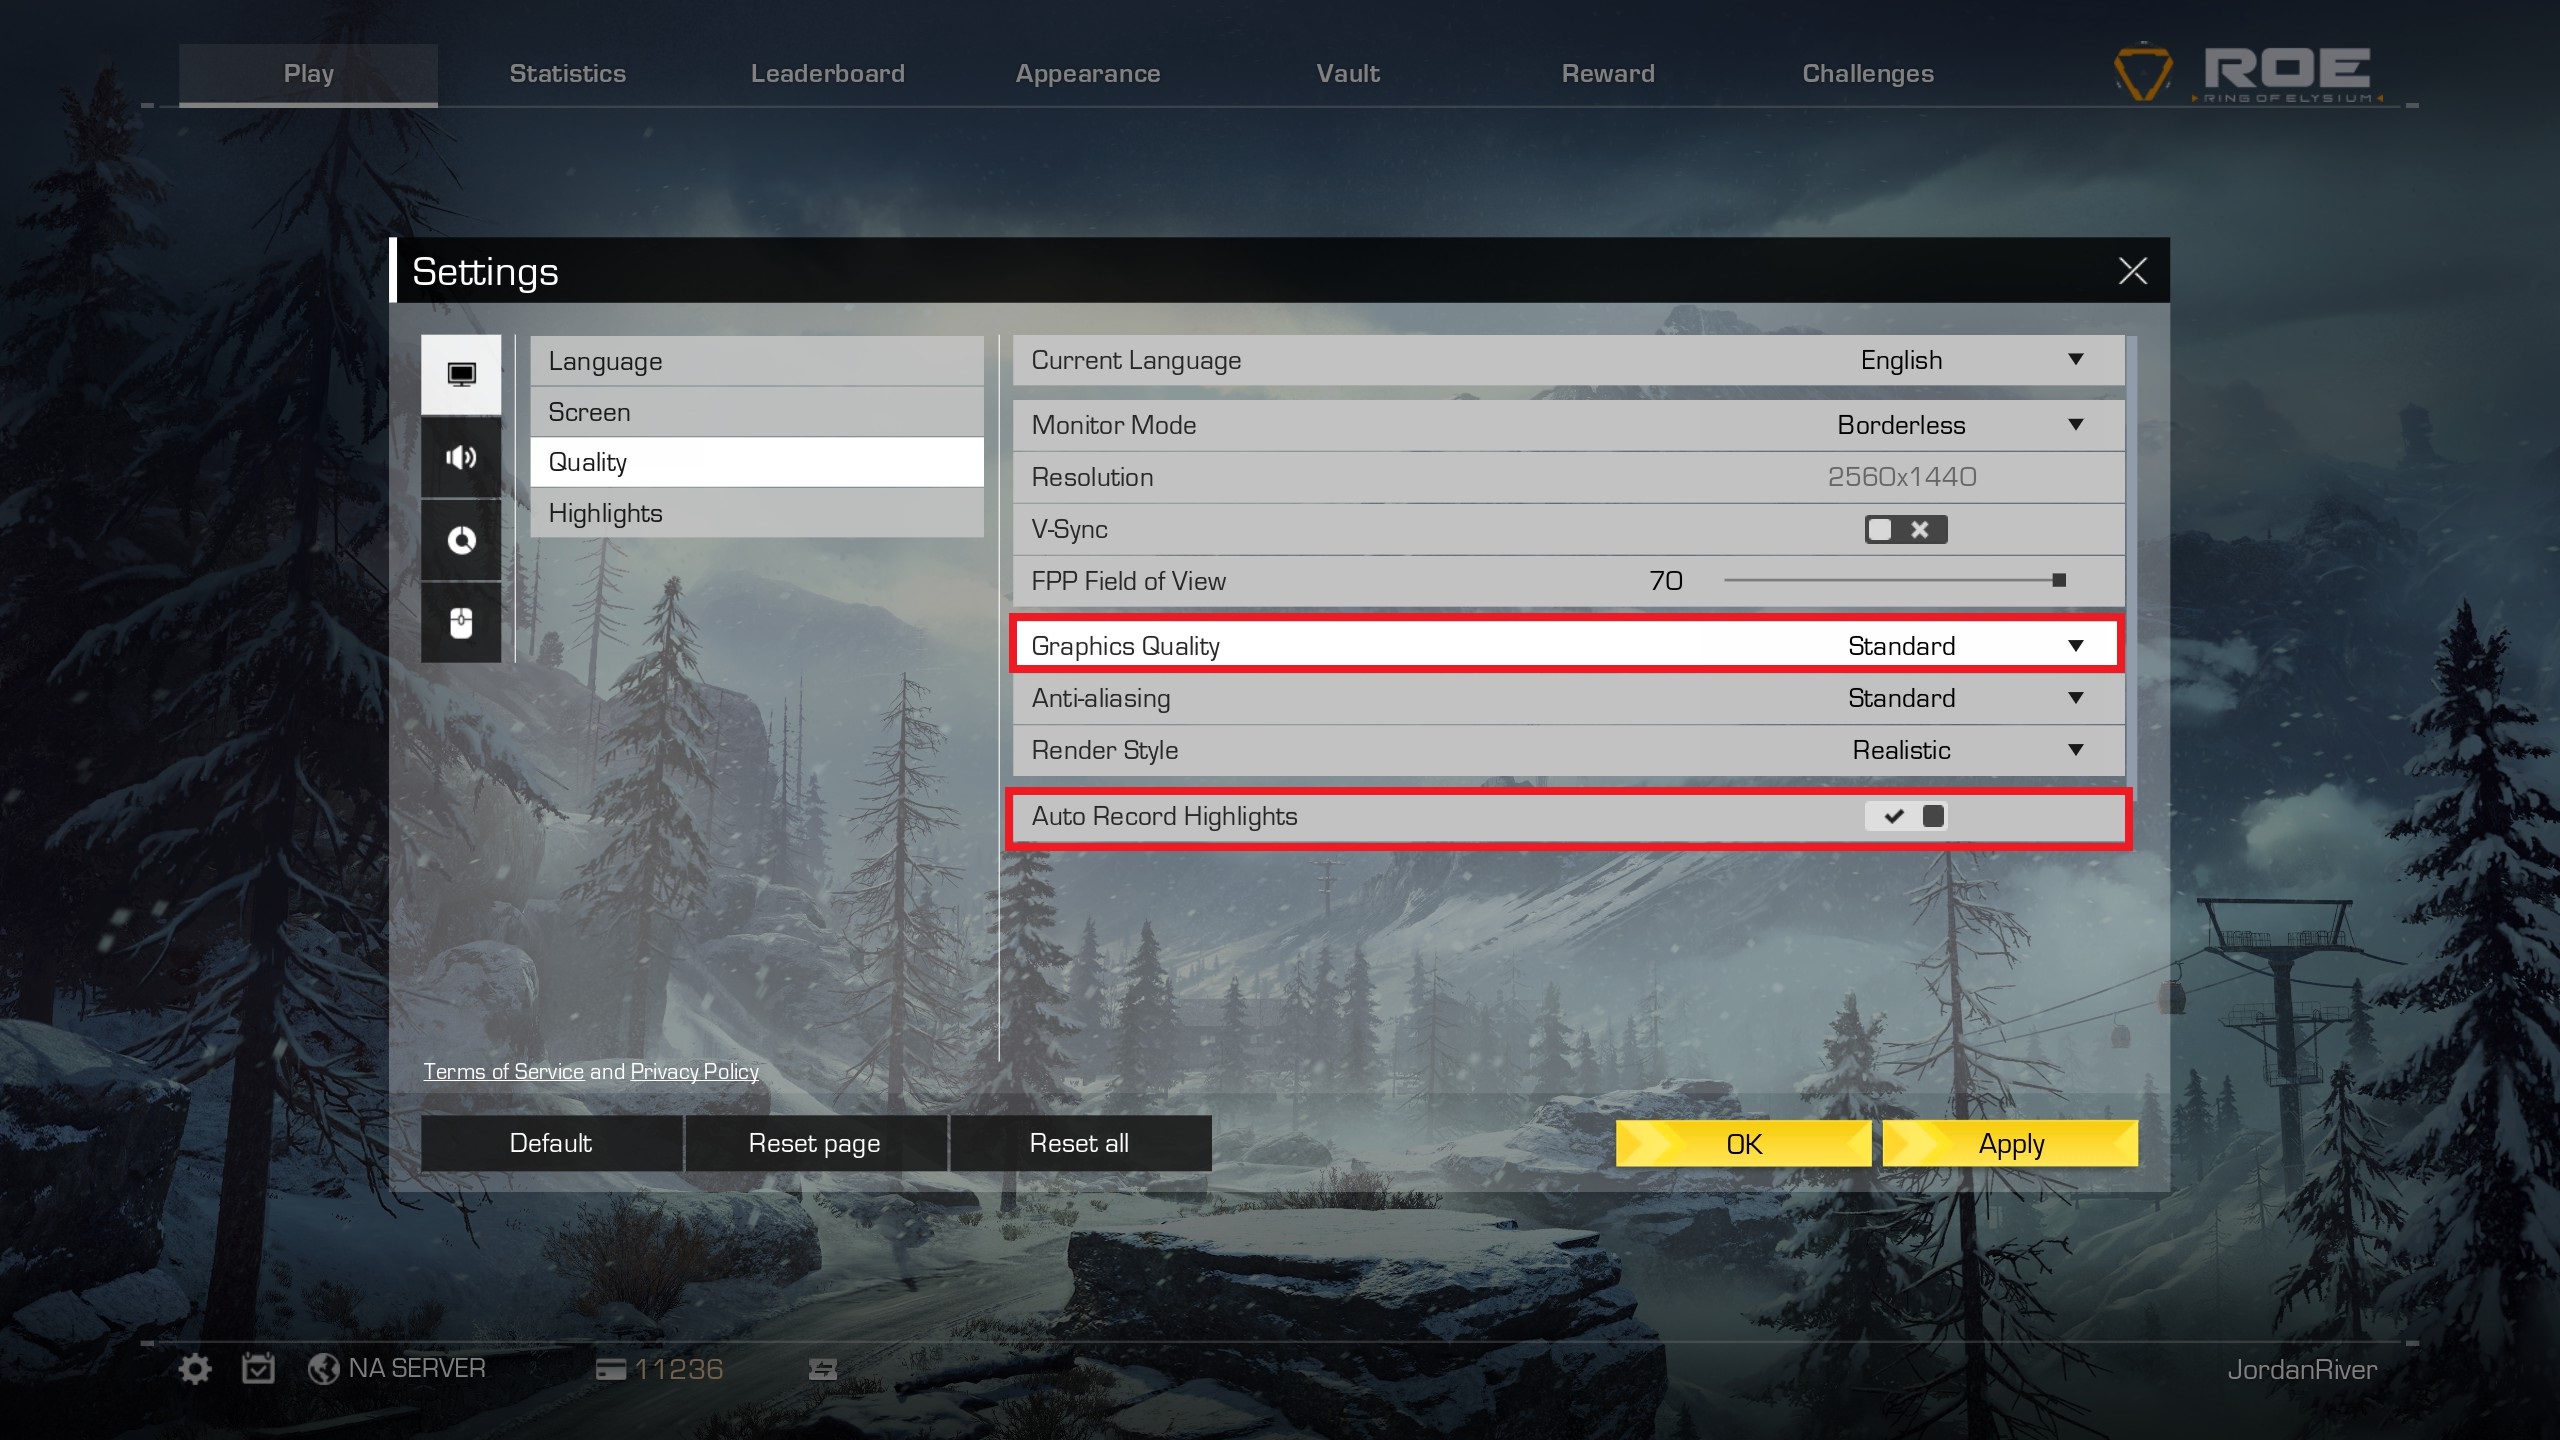 Play Statistics Leaderboard Appearance Vault Reward Challenges ROE
RING OF ELYSIUM
Settings
Language
Screen
Quality
Highlights
Current Language English
Monitor Mode Borderless
Resolution 2560x1440
V-Sync
FPP Field of View 70
Graphics Quality Standard
Anti-aliasing Standard
Render Style Realistic
Auto Record Highlights
Terms of Service and Privacy Policy
Default Reset page Reset all OK Apply
NA SERVER 11236 JordanRiver